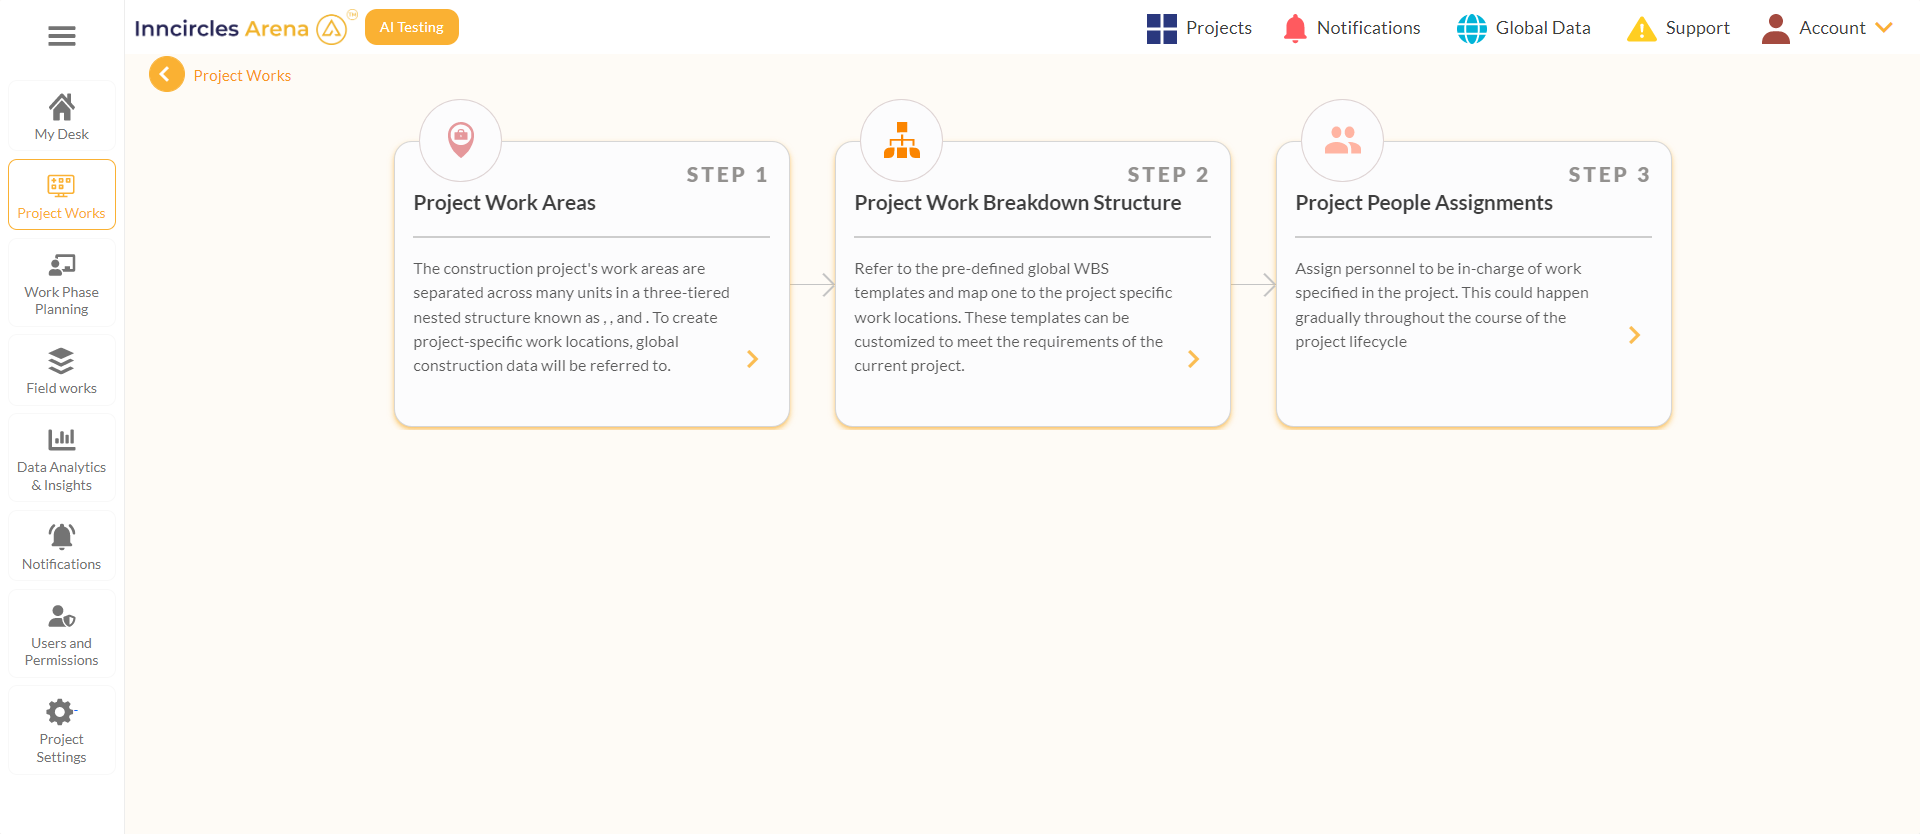 Inncircles Arena
TM
AI Testing
Projects
Notifications
Global Data
Support
Account
Project Works
My Desk
Project Works
Work Phase
Planning
Field works
Data Analytics
& Insights
Notifications
Users and
Permissions
Project
Settings
STEP 1
Project Work Areas
The construction project's work areas are
separated across many units in a three-tiered
nested structure known as , , and . To create
project-specific work locations, global
construction data will be referred to.
STEP 2
Project Work Breakdown Structure
Refer to the pre-defined global WBS
templates and map one to the project specific
work locations. These templates can be
customized to meet the requirements of the
current project.
STEP 3
Project People Assignments
Assign personnel to be in-charge of work
specified in the project. This could happen
gradually throughout the course of the
project lifecycle